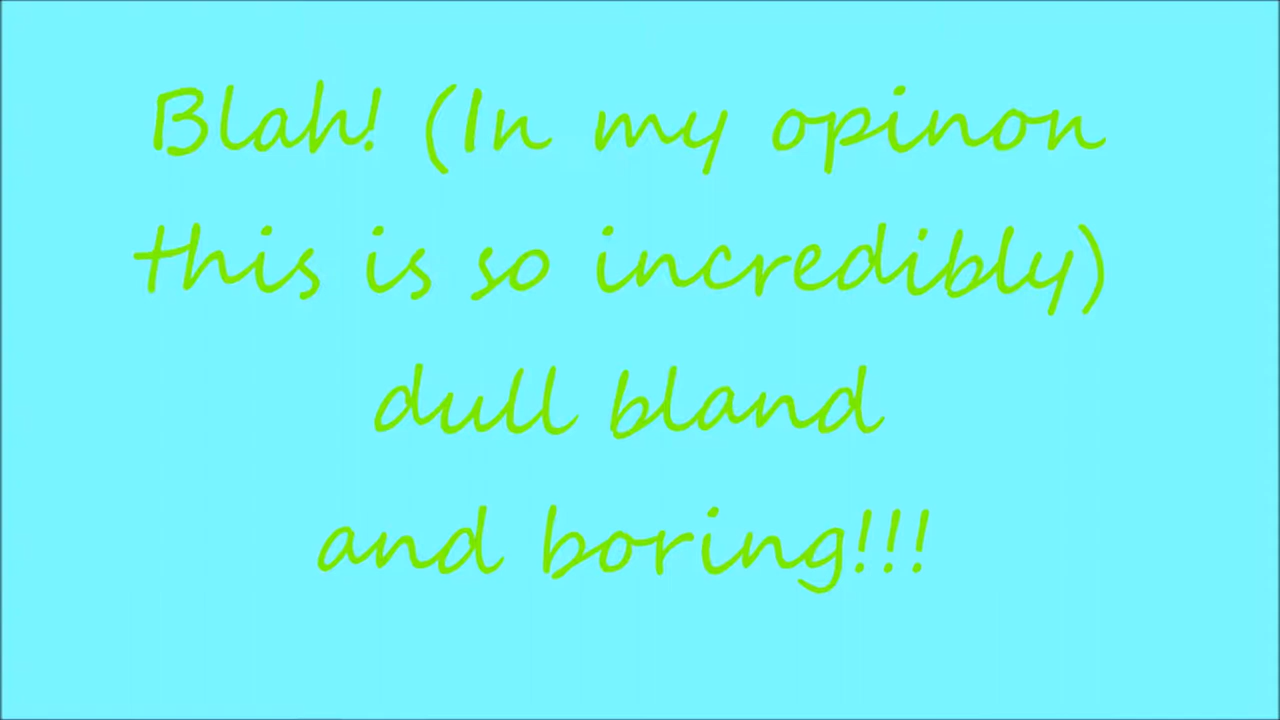 Blah! (In my opinon
this is so incredibly)
dull bland
and boring!!!